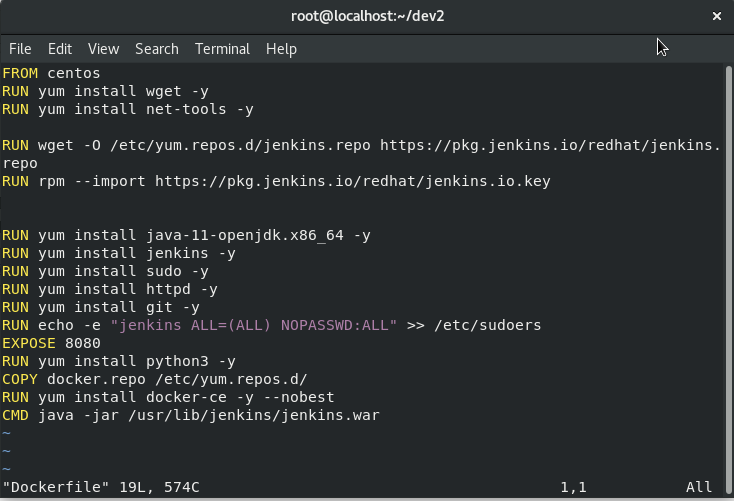 root@localhost:~/dev2
File Edit View Search Terminal Help
FROM centos
RUN yum install wget -y
RUN yum install net-tools -y
RUN wget -O /etc/yum.repos.d/jenkins.repo https://pkg.jenkins.io/redhat/jenkins.
repo
RUN rpm --import https://pkg.jenkins.io/redhat/jenkins.io.key
RUN yum install java-11-openjdk.x86_64 -y
RUN yum install jenkins -y
RUN yum install sudo -y
RUN yum install httpd -y
RUN yum install git -y
RUN echo -e "jenkins ALL=(ALL) NOPASSWD:ALL" >> /etc/sudoers
EXPOSE 8080
RUN yum install python3 -y
COPY docker.repo /etc/yum.repos.d/
RUN yum install docker-ce -y --nobest
CMD java -jar /usr/lib/jenkins/jenkins.war
~
~
~
"Dockerfile" 19L, 574C 1,1 All